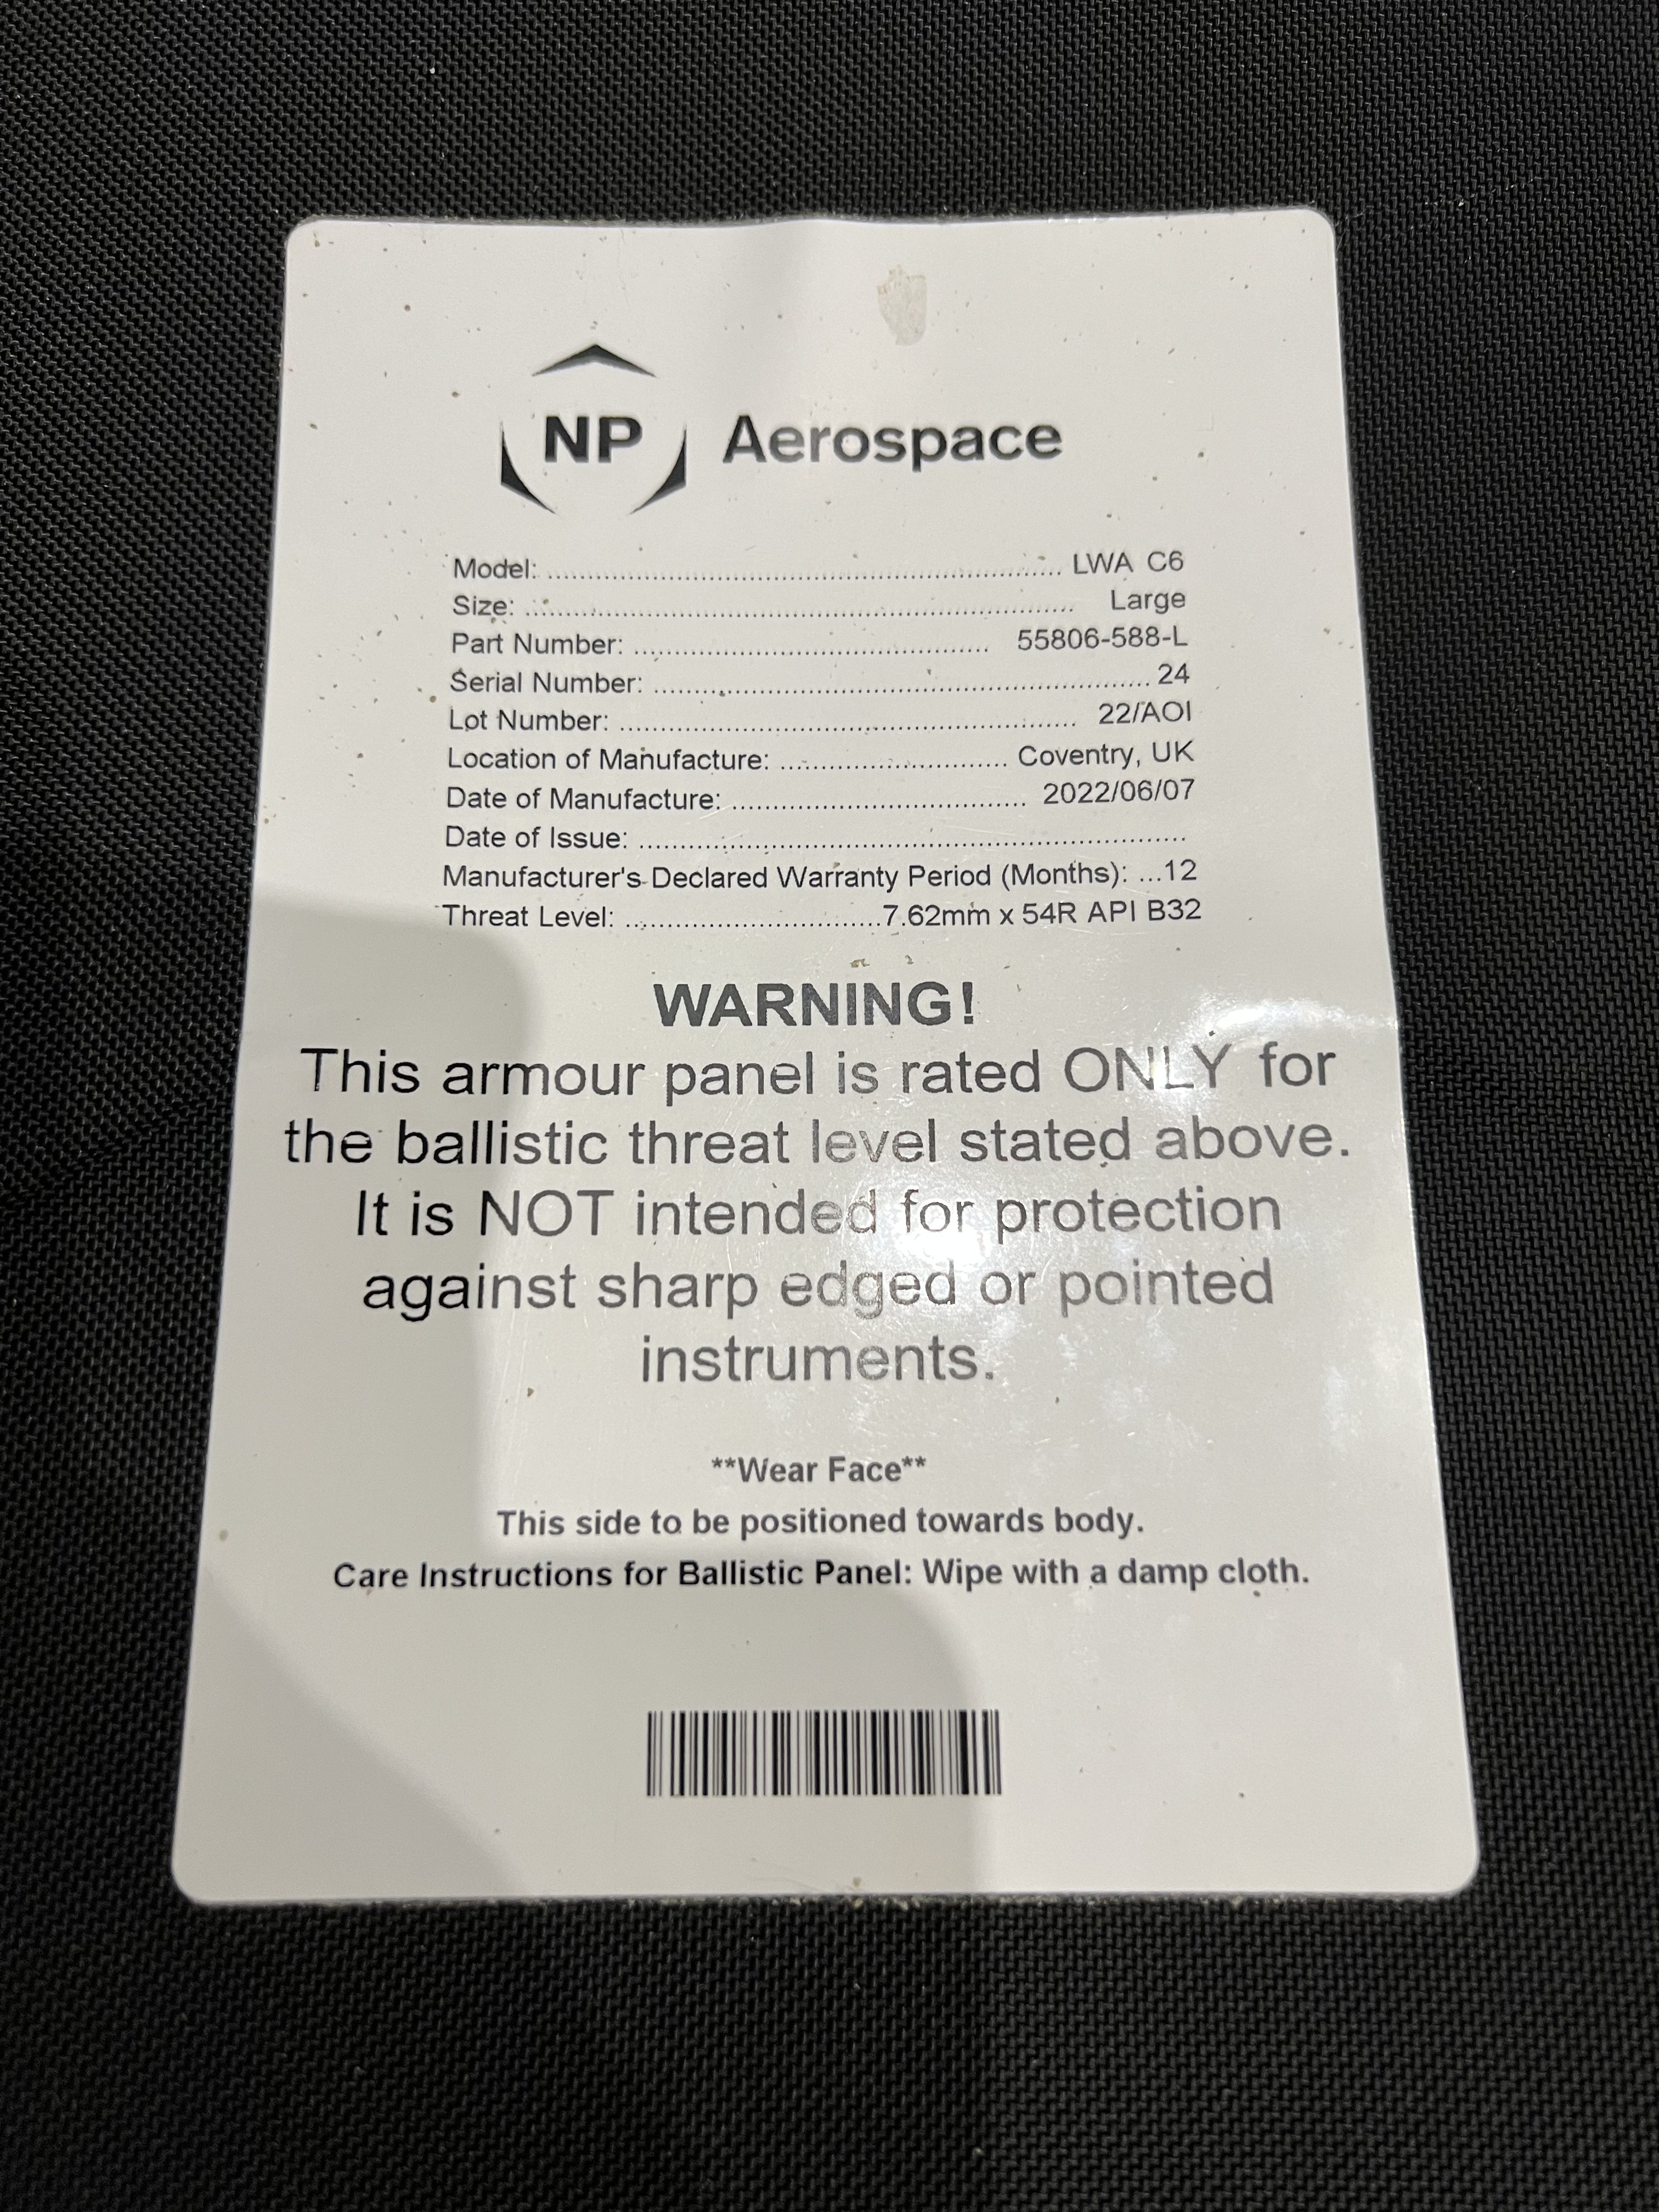 NP Aerospace
Model: ................................................................ LWA C6
Size: .................................................................... Large
Part Number: ............................................. 55806-588-L
Serial Number: .............................................................. 24
Lot Number: ......................................................... 22/AOI
Location of Manufacture: ............................. Coventry, UK
Date of Manufacture: ..................................... 2022/06/07
Date of Issue: ....................................................................
Manufacturer's Declared Warranty Period (Months): ...12
Threat Level: ................................7.62mm x 54R API B32
WARNING!
This armour panel is rated ONLY for
the ballistic threat level stated above.
It is NOT intended for protection
against sharp edged or pointed
instruments.
**Wear Face**
This side to be positioned towards body.
Care Instructions for Ballistic Panel: Wipe with a damp cloth.